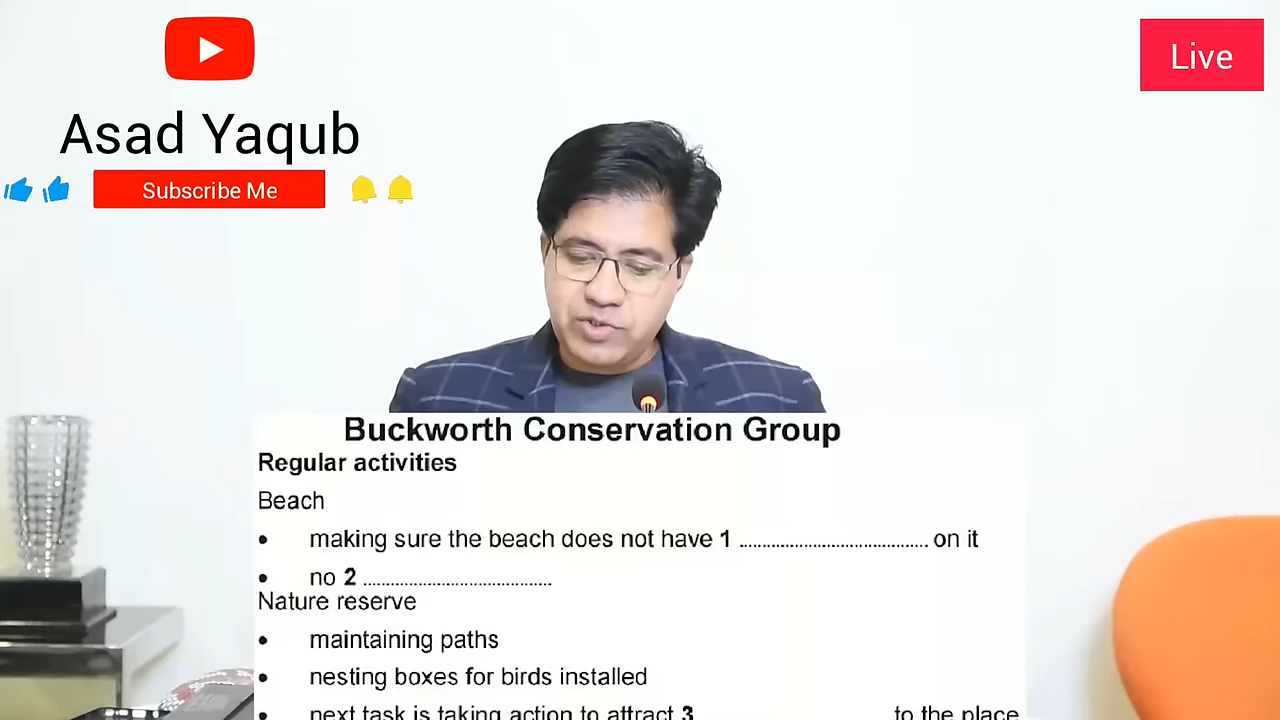 Live
Asad Yaqub
Subscribe Me
Buckworth Conservation Group
Regular activities
Beach
• making sure the beach does not have 1 ........................................ on it
• no 2 ........................................
Nature reserve
• maintaining paths
• nesting boxes for birds installed
• next task is taking action to attract 3 to the place